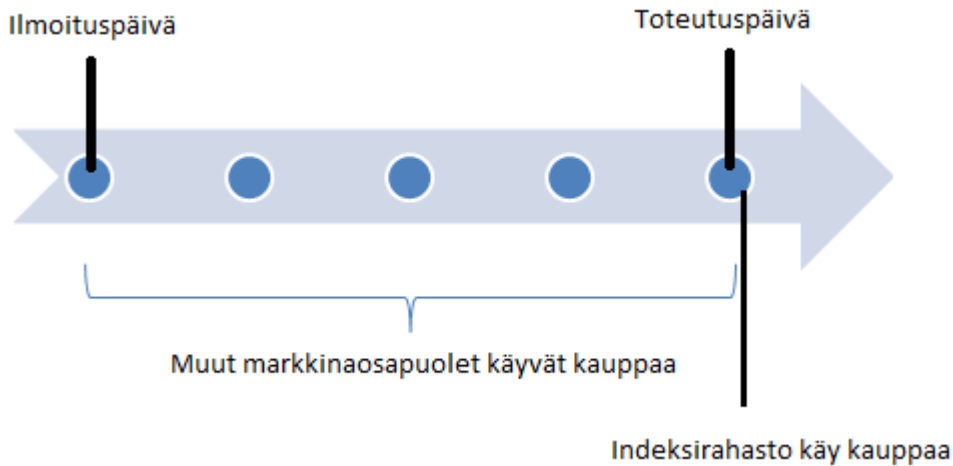 Ilmoituspäivä
Toteutuspäivä
Muut markkinaosapuolet käyvät kauppaa
Indeksirahasto käy kauppaa